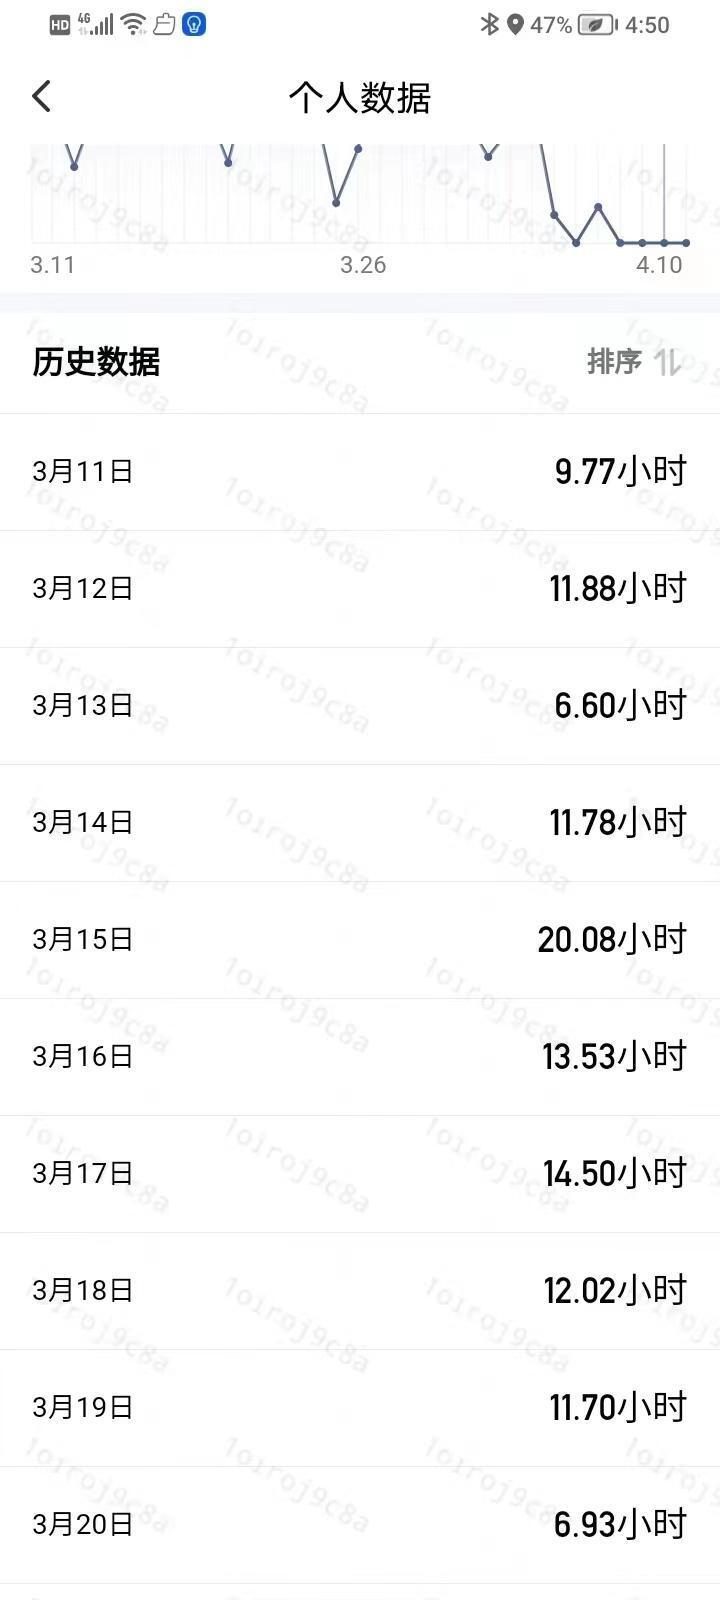 HD 4G 47% 4:50
个人数据
3.11 3.26 4.10
历史数据 排序
3月11日 9.77小时
3月12日 11.88小时
3月13日 6.60小时
3月14日 11.78小时
3月15日 20.08小时
3月16日 13.53小时
3月17日 14.50小时
3月18日 12.02小时
3月19日 11.70小时
3月20日 6.93小时